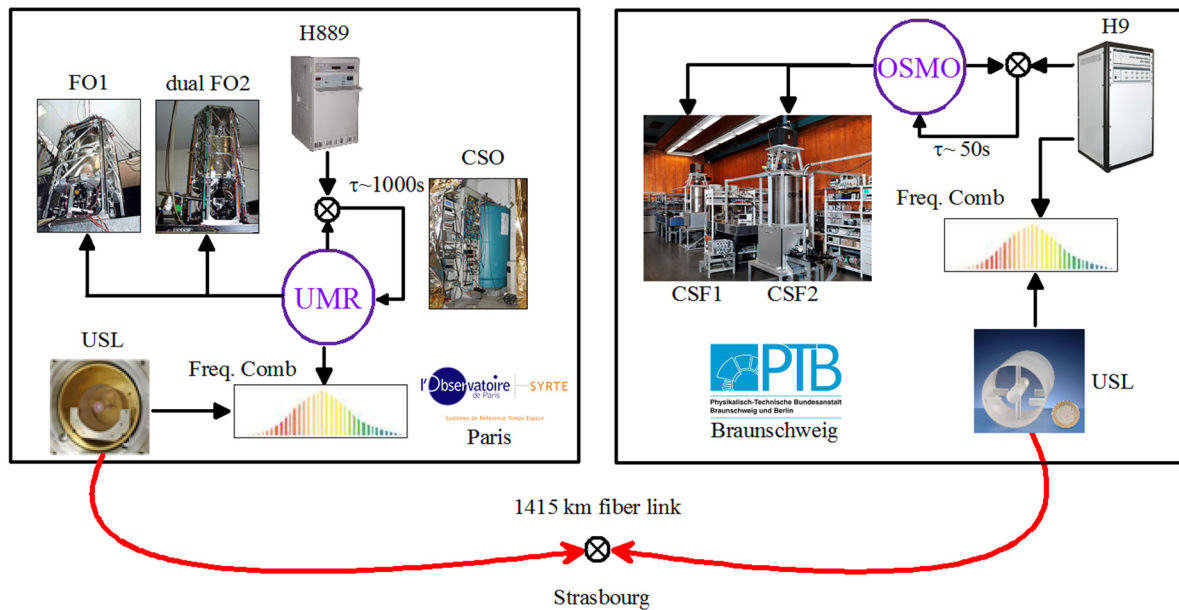 H889
FO1
dual FO2
CSO
τ~1000s
UMR
USL
Freq. Comb
l'Observatoire
de Paris
SYRTE
Systèmes de Référence Temps-Espace
Paris
H9
OSMO
τ~ 50s
Freq. Comb
CSF1
CSF2
PTB
Physikalisch-Technische Bundesanstalt
Braunschweig und Berlin
Braunschweig
USL
1415 km fiber link
Strasbourg